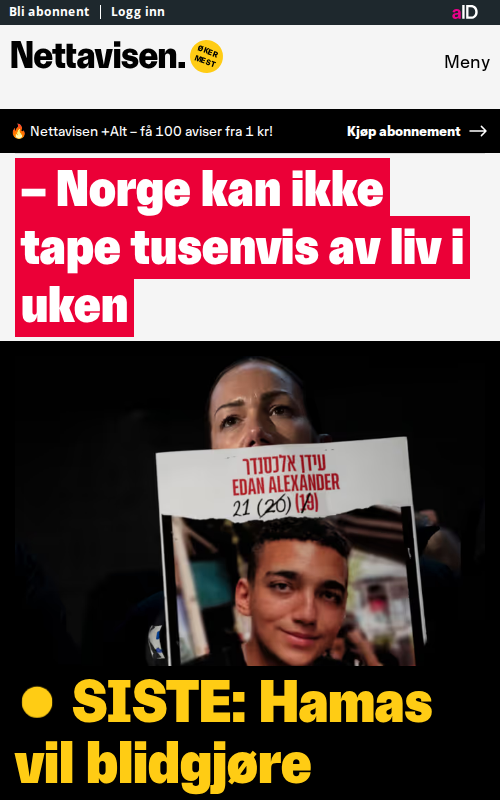 Bli abonnent
Logg inn
aID
Nettavisen.
ØKER
MEST
Meny
🔥 Nettavisen +Alt – få 100 aviser fra 1 kr!
Kjøp abonnement →
– Norge kan ikke
tape tusenvis av liv i
uken
עידן אלכסנדר
EDAN ALEXANDER
21 (20) (19)
SISTE: Hamas
vil blidgjøre